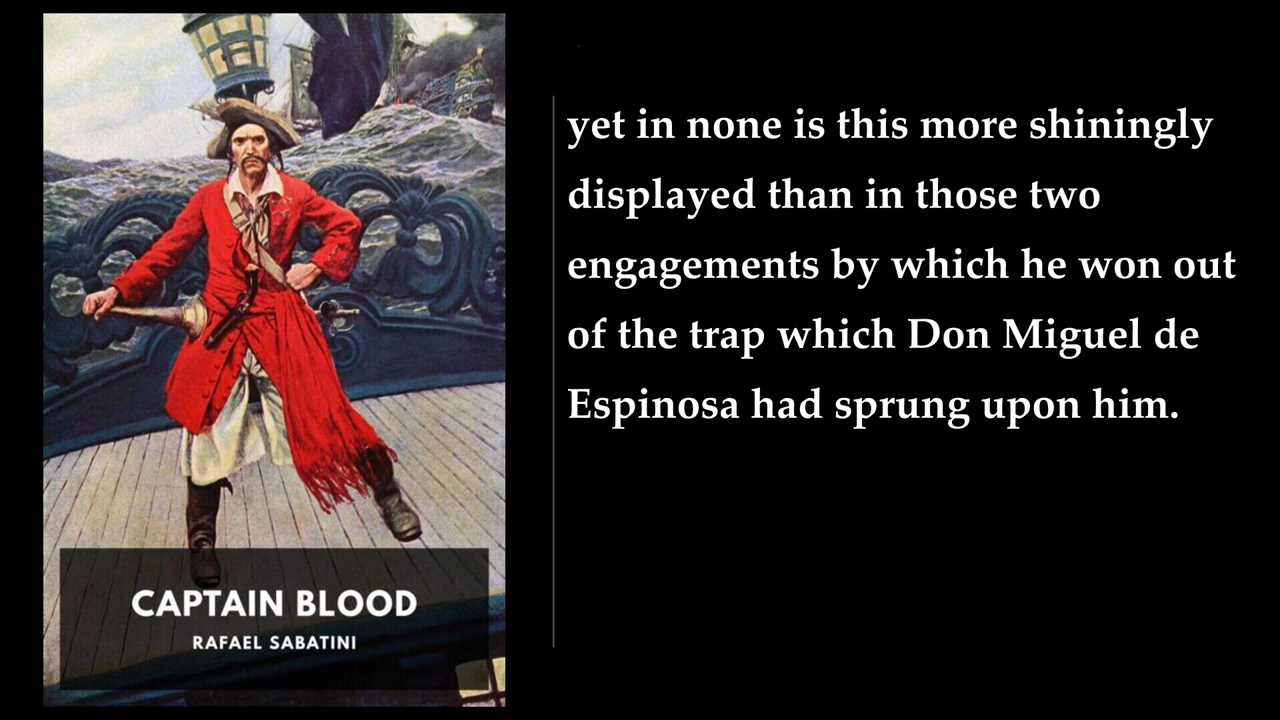 yet in none is this more shiningly
displayed than in those two
engagements by which he won out
of the trap which Don Miguel de
Espinosa had sprung upon him.
CAPTAIN BLOOD
RAFAEL SABATINI